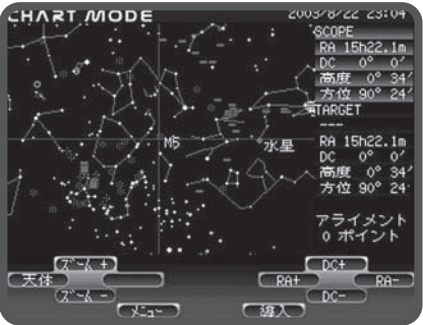 CHART MODE
2003/8/22 23:04
SCOPE
RA 15h22.1m
DC 0° 0′
高度 0° 34′
方位 90° 24′
TARGET
---
RA 15h22.1m
DC 0° 0′
高度 0° 34′
方位 90° 24′
M5
水星
アライメント
0 ポイント
ズーム +
DC+
天体
RA+
RA-
ズーム -
DC-
メニュー
導入